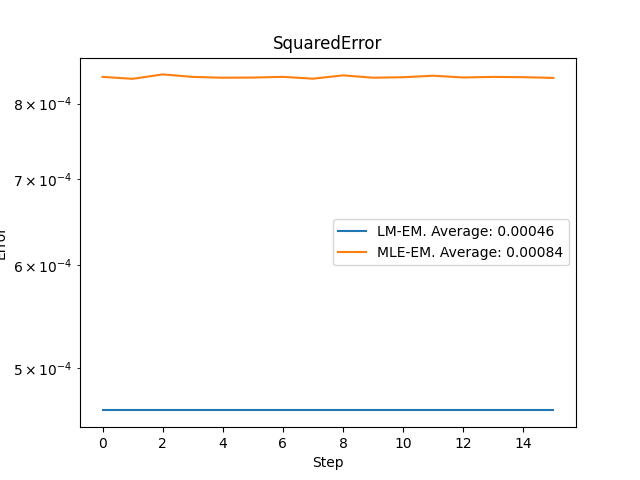 SquaredError
8 × 10⁻⁴
7 × 10⁻⁴
6 × 10⁻⁴
5 × 10⁻⁴
Error
LM-EM. Average: 0.00046
MLE-EM. Average: 0.00084
0 2 4 6 8 10 12 14
Step